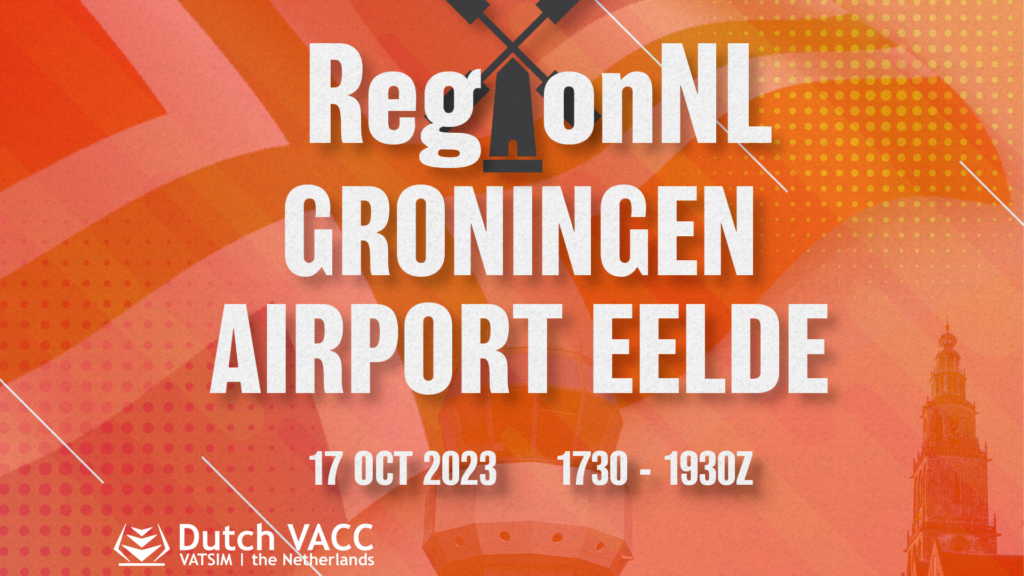 RegionNL
GRONINGEN
AIRPORT EELDE
17 OCT 2023 1730 - 1930Z
Dutch VACC
VATSIM | the Netherlands